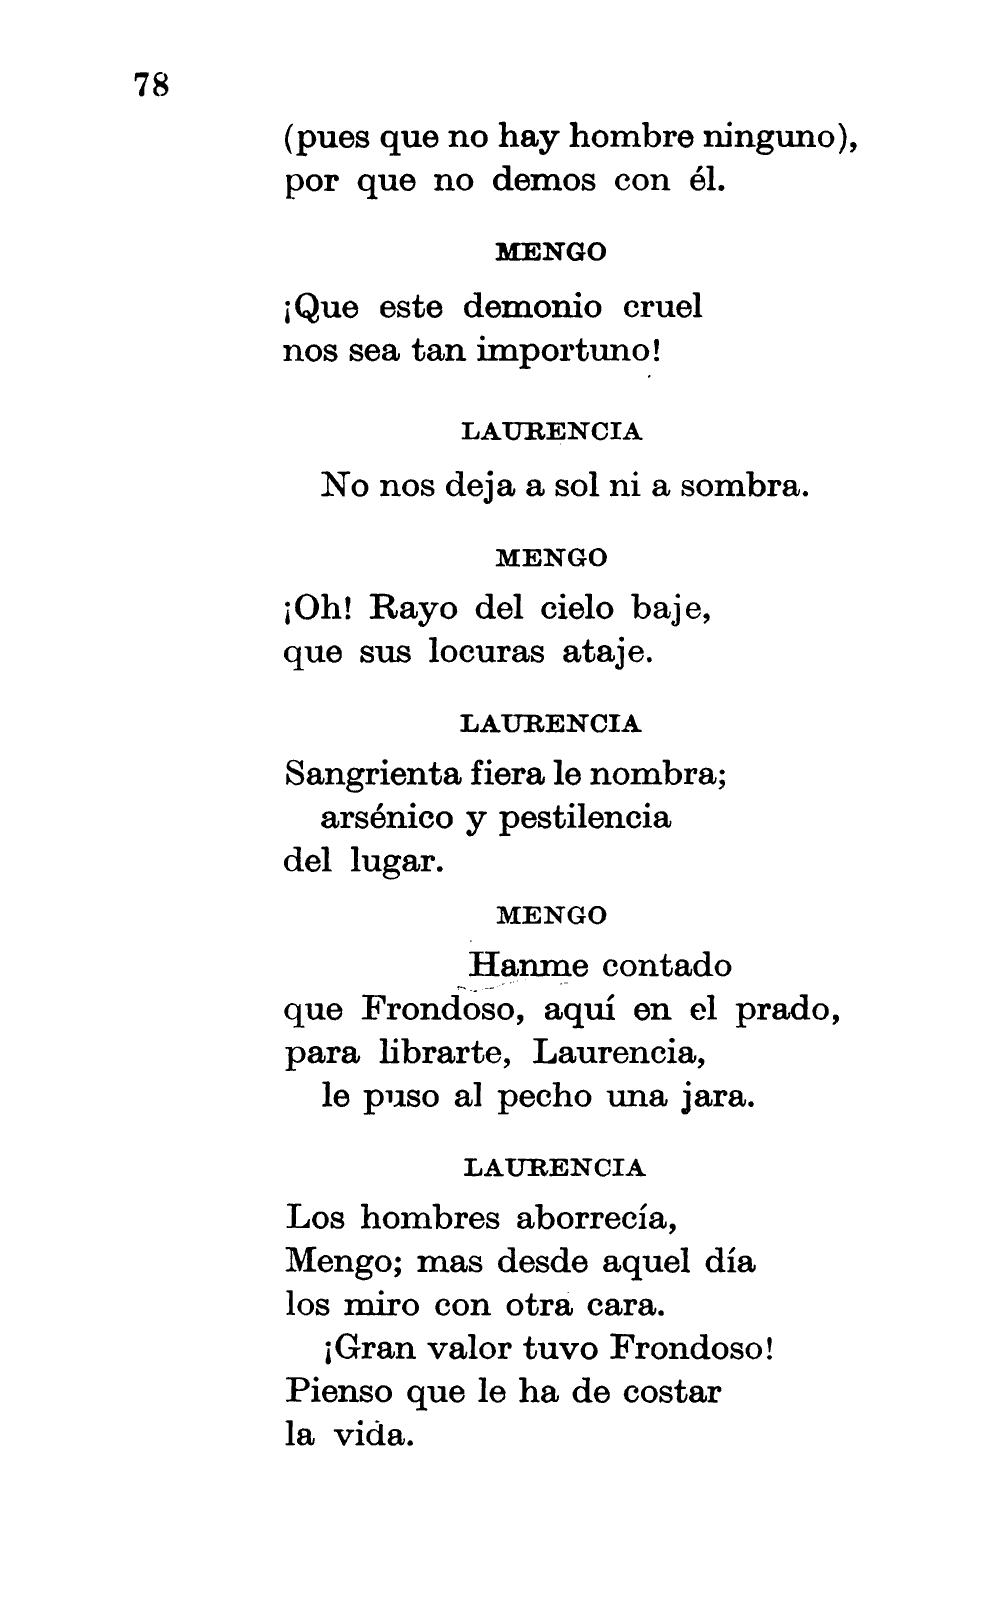 78
(pues que no hay hombre ninguno),
por que no demos con él.
MENGO
¡Que este demonio cruel
nos sea tan importuno!
LAURENCIA
No nos deja a sol ni a sombra.
MENGO
¡Oh! Rayo del cielo baje,
que sus locuras ataje.
LAURENCIA
Sangrienta fiera le nombra;
arsénico y pestilencia
del lugar.
MENGO
Hanme contado
que Frondoso, aquí en el prado,
para librarte, Laurencia,
le puso al pecho una jara.
LAURENCIA
Los hombres aborrecía,
Mengo; mas desde aquel día
los miro con otra cara.
¡Gran valor tuvo Frondoso!
Pienso que le ha de costar
la vida.